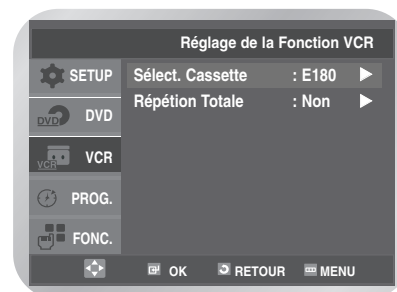 Réglage de la Fonction VCR
SETUP
Sélect. Cassette : E180
Répétion Totale : Non
DVD DVD
VCR VCR
PROG.
FONC.
OK RETOUR MENU